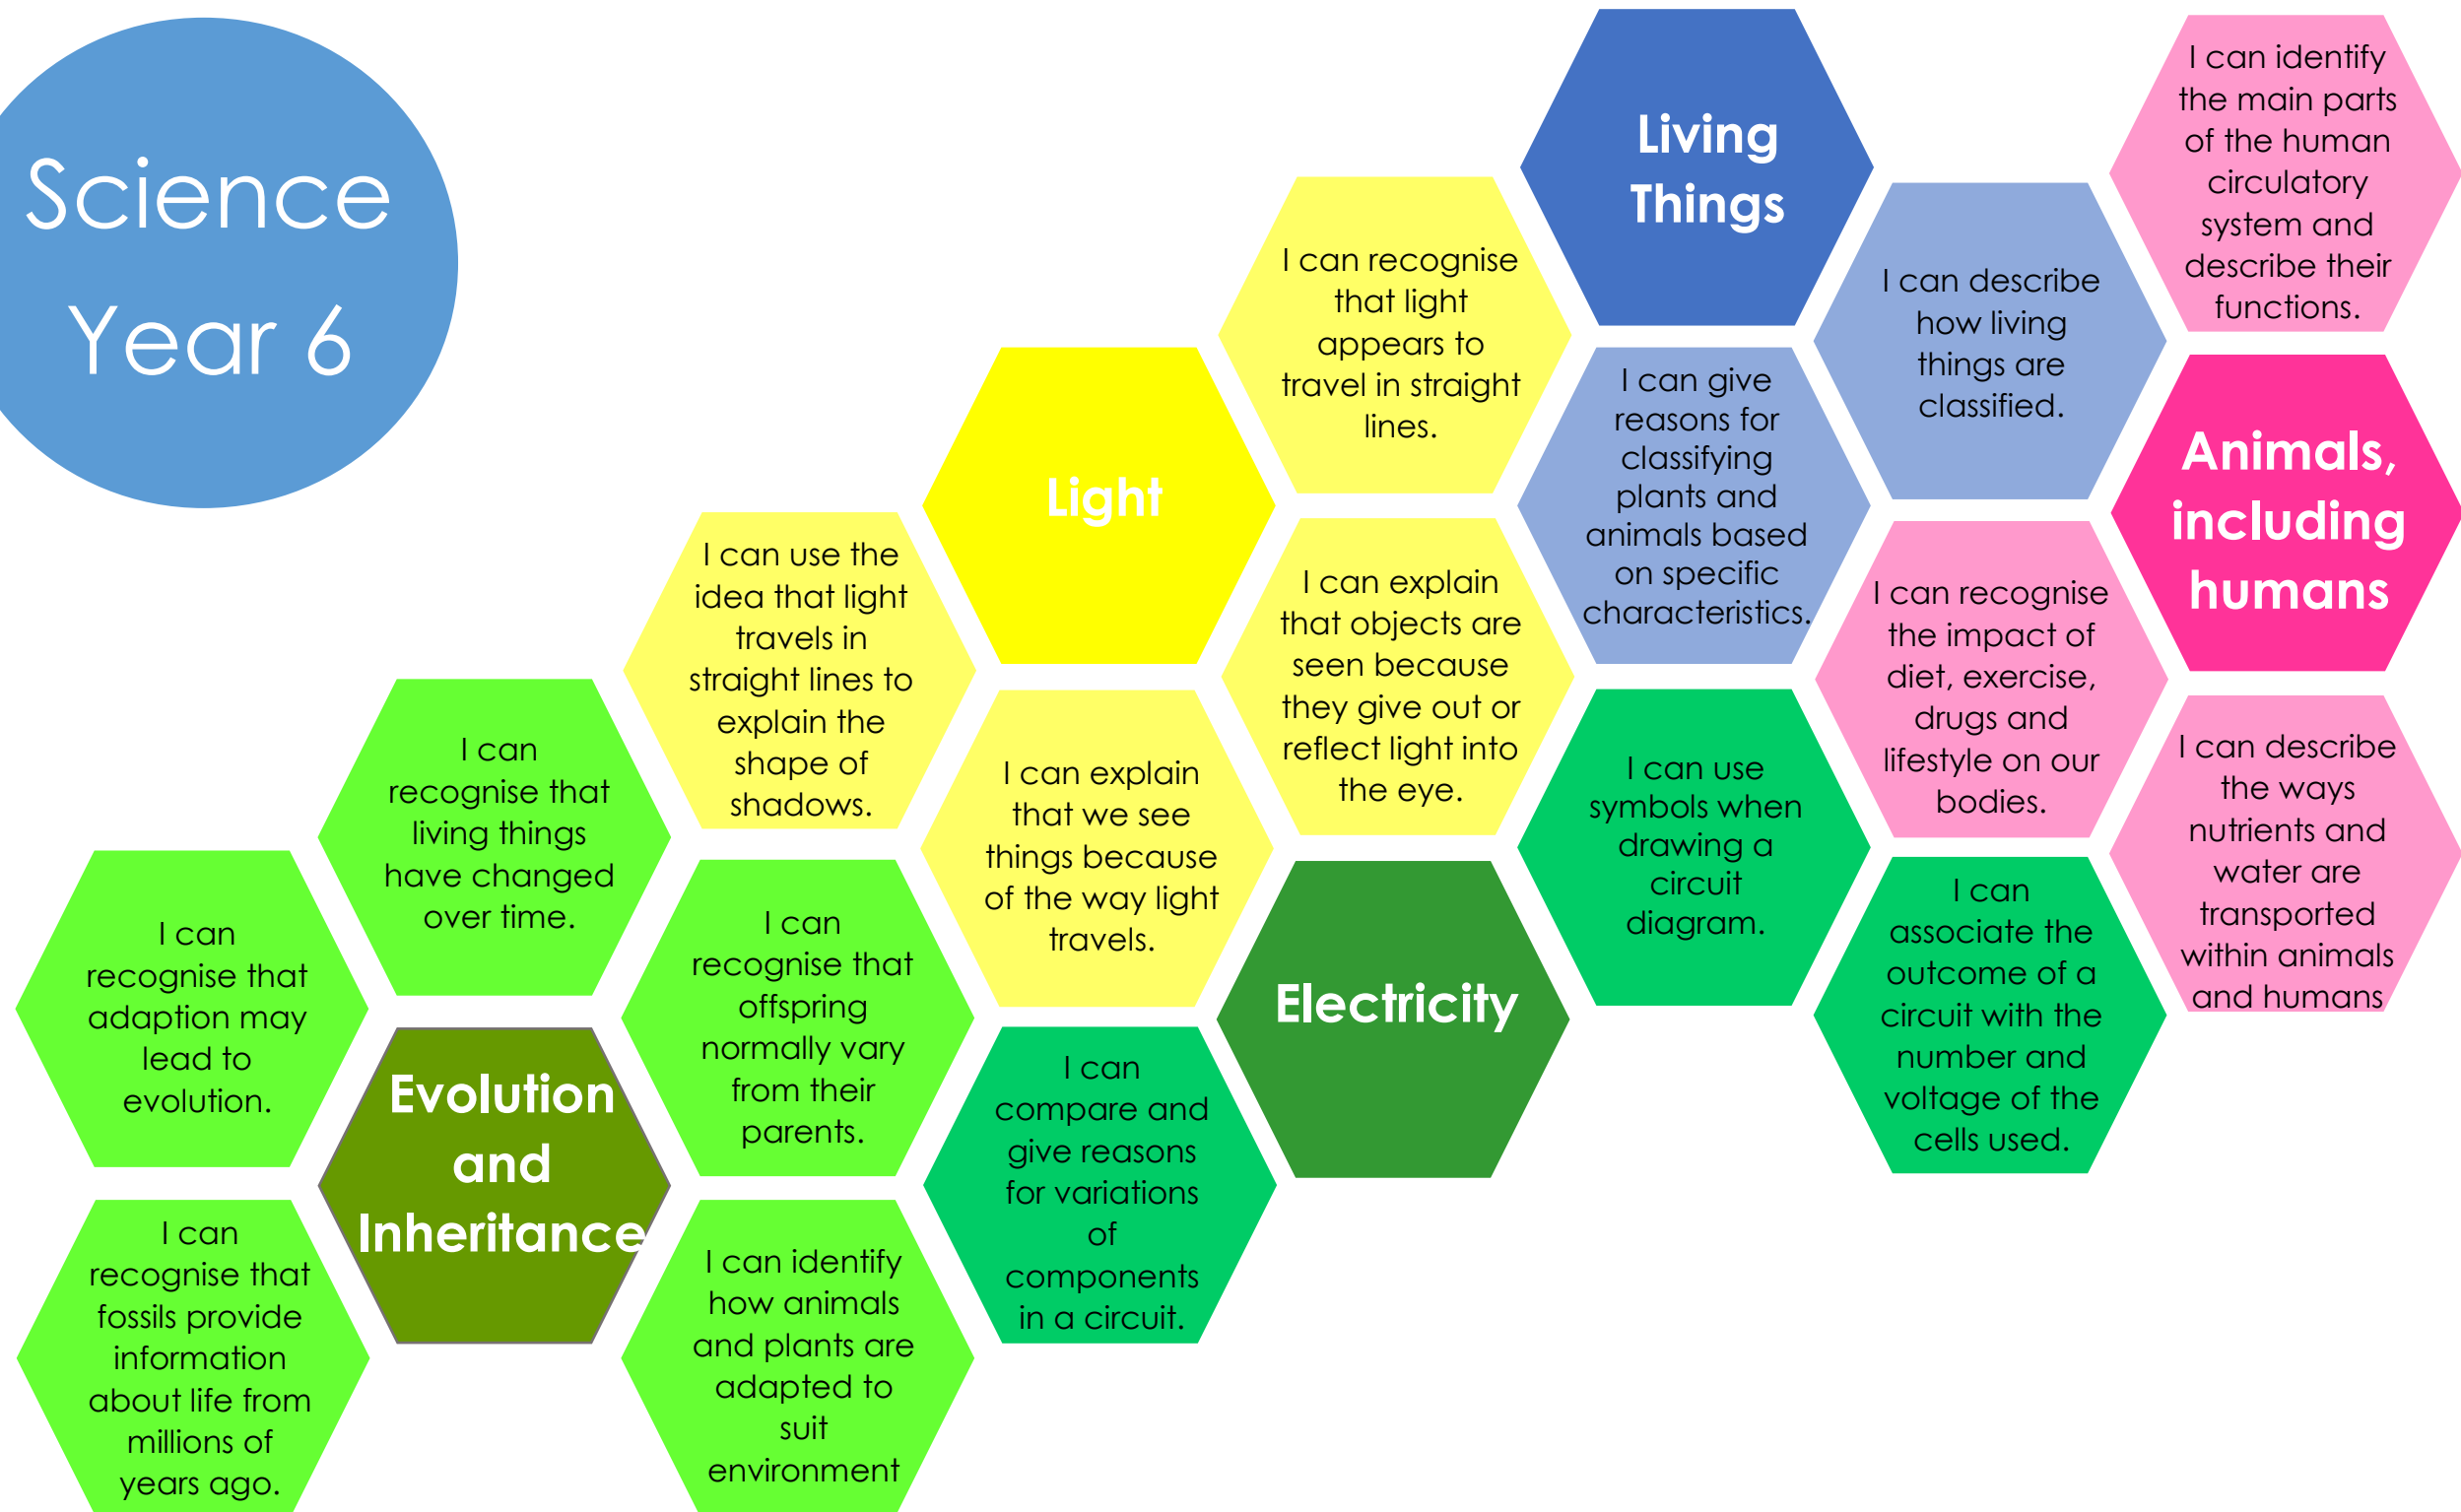 Science
Year 6
Living
Things
I can identify
the main parts
of the human
circulatory
system and
describe their
functions.
I can recognise
that light
appears to
travel in straight
lines.
I can describe
how living
things are
classified.
Light
I can give
reasons for
classifying
plants and
animals based
on specific
characteristics.
Animals,
including
humans
I can use the
idea that light
travels in
straight lines to
explain the
shape of
shadows.
I can explain
that objects are
seen because
they give out or
reflect light into
the eye.
I can recognise
the impact of
diet, exercise,
drugs and
lifestyle on our
bodies.
I can
recognise that
living things
have changed
over time.
I can explain
that we see
things because
of the way light
travels.
I can use
symbols when
drawing a
circuit
diagram.
I can describe
the ways
nutrients and
water are
transported
within animals
and humans
I can
recognise that
adaption may
lead to
evolution.
I can
recognise that
offspring
normally vary
from their
parents.
Electricity
I can
associate the
outcome of a
circuit with the
number and
voltage of the
cells used.
Evolution
and
Inheritance
I can
compare and
give reasons
for variations
of
components
in a circuit.
I can
recognise that
fossils provide
information
about life from
millions of
years ago.
I can identify
how animals
and plants are
adapted to
suit
environment